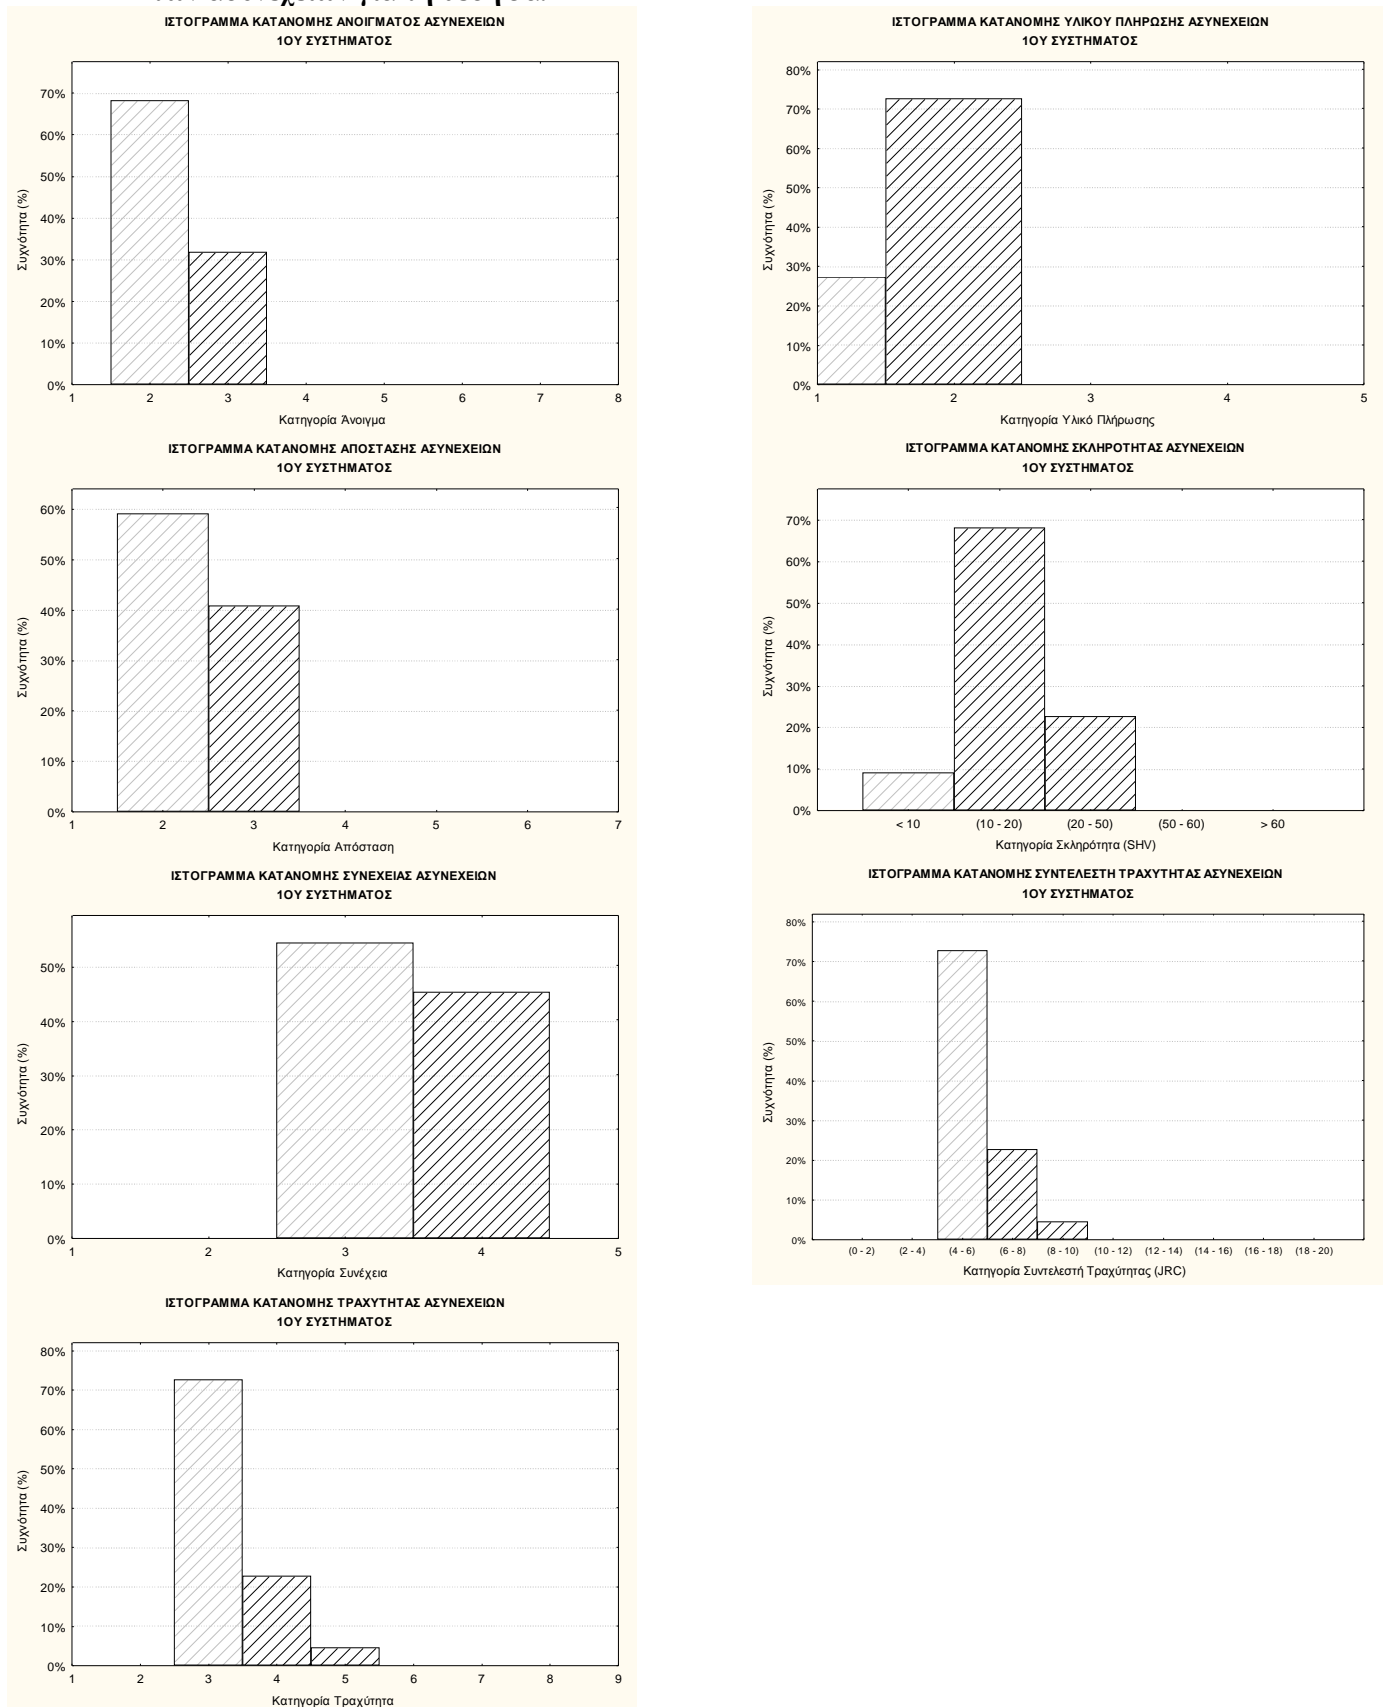 ΙΣΤΟΓΡΑΜΜΑ ΚΑΤΑΝΟΜΗΣ ΑΝΟΙΓΜΑΤΟΣ ΑΣΥΝΕΧΕΙΩΝ
1ΟΥ ΣΥΣΤΗΜΑΤΟΣ
Συχνότητα (%)
70%
60%
50%
40%
30%
20%
10%
0%
1 2 3 4 5 6 7 8
Κατηγορία Άνοιγμα
ΙΣΤΟΓΡΑΜΜΑ ΚΑΤΑΝΟΜΗΣ ΥΛΙΚΟΥ ΠΛΗΡΩΣΗΣ ΑΣΥΝΕΧΕΙΩΝ
1ΟΥ ΣΥΣΤΗΜΑΤΟΣ
Συχνότητα (%)
80%
70%
60%
50%
40%
30%
20%
10%
0%
1 2 3 4 5
Κατηγορία Υλικό Πλήρωσης
ΙΣΤΟΓΡΑΜΜΑ ΚΑΤΑΝΟΜΗΣ ΑΠΟΣΤΑΣΗΣ ΑΣΥΝΕΧΕΙΩΝ
1ΟΥ ΣΥΣΤΗΜΑΤΟΣ
Συχνότητα (%)
60%
50%
40%
30%
20%
10%
0%
1 2 3 4 5 6 7
Κατηγορία Απόσταση
ΙΣΤΟΓΡΑΜΜΑ ΚΑΤΑΝΟΜΗΣ ΣΚΛΗΡΟΤΗΤΑΣ ΑΣΥΝΕΧΕΙΩΝ
1ΟΥ ΣΥΣΤΗΜΑΤΟΣ
Συχνότητα (%)
70%
60%
50%
40%
30%
20%
10%
0%
< 10 (10 - 20) (20 - 50) (50 - 60) > 60
Κατηγορία Σκληρότητα (SHV)
ΙΣΤΟΓΡΑΜΜΑ ΚΑΤΑΝΟΜΗΣ ΣΥΝΕΧΕΙΑΣ ΑΣΥΝΕΧΕΙΩΝ
1ΟΥ ΣΥΣΤΗΜΑΤΟΣ
Συχνότητα (%)
50%
40%
30%
20%
10%
0%
1 2 3 4 5
Κατηγορία Συνέχεια
ΙΣΤΟΓΡΑΜΜΑ ΚΑΤΑΝΟΜΗΣ ΣΥΝΤΕΛΕΣΤΗ ΤΡΑΧΥΤΗΤΑΣ ΑΣΥΝΕΧΕΙΩΝ
1ΟΥ ΣΥΣΤΗΜΑΤΟΣ
Συχνότητα (%)
80%
70%
60%
50%
40%
30%
20%
10%
0%
(0 - 2) (2 - 4) (4 - 6) (6 - 8) (8 - 10) (10 - 12) (12 - 14) (14 - 16) (16 - 18) (18 - 20)
Κατηγορία Συντελεστή Τραχύτητας (JRC)
ΙΣΤΟΓΡΑΜΜΑ ΚΑΤΑΝΟΜΗΣ ΤΡΑΧΥΤΗΤΑΣ ΑΣΥΝΕΧΕΙΩΝ
1ΟΥ ΣΥΣΤΗΜΑΤΟΣ
Συχνότητα (%)
80%
70%
60%
50%
40%
30%
20%
10%
0%
1 2 3 4 5 6 7 8 9
Κατηγορία Τραχύτητα